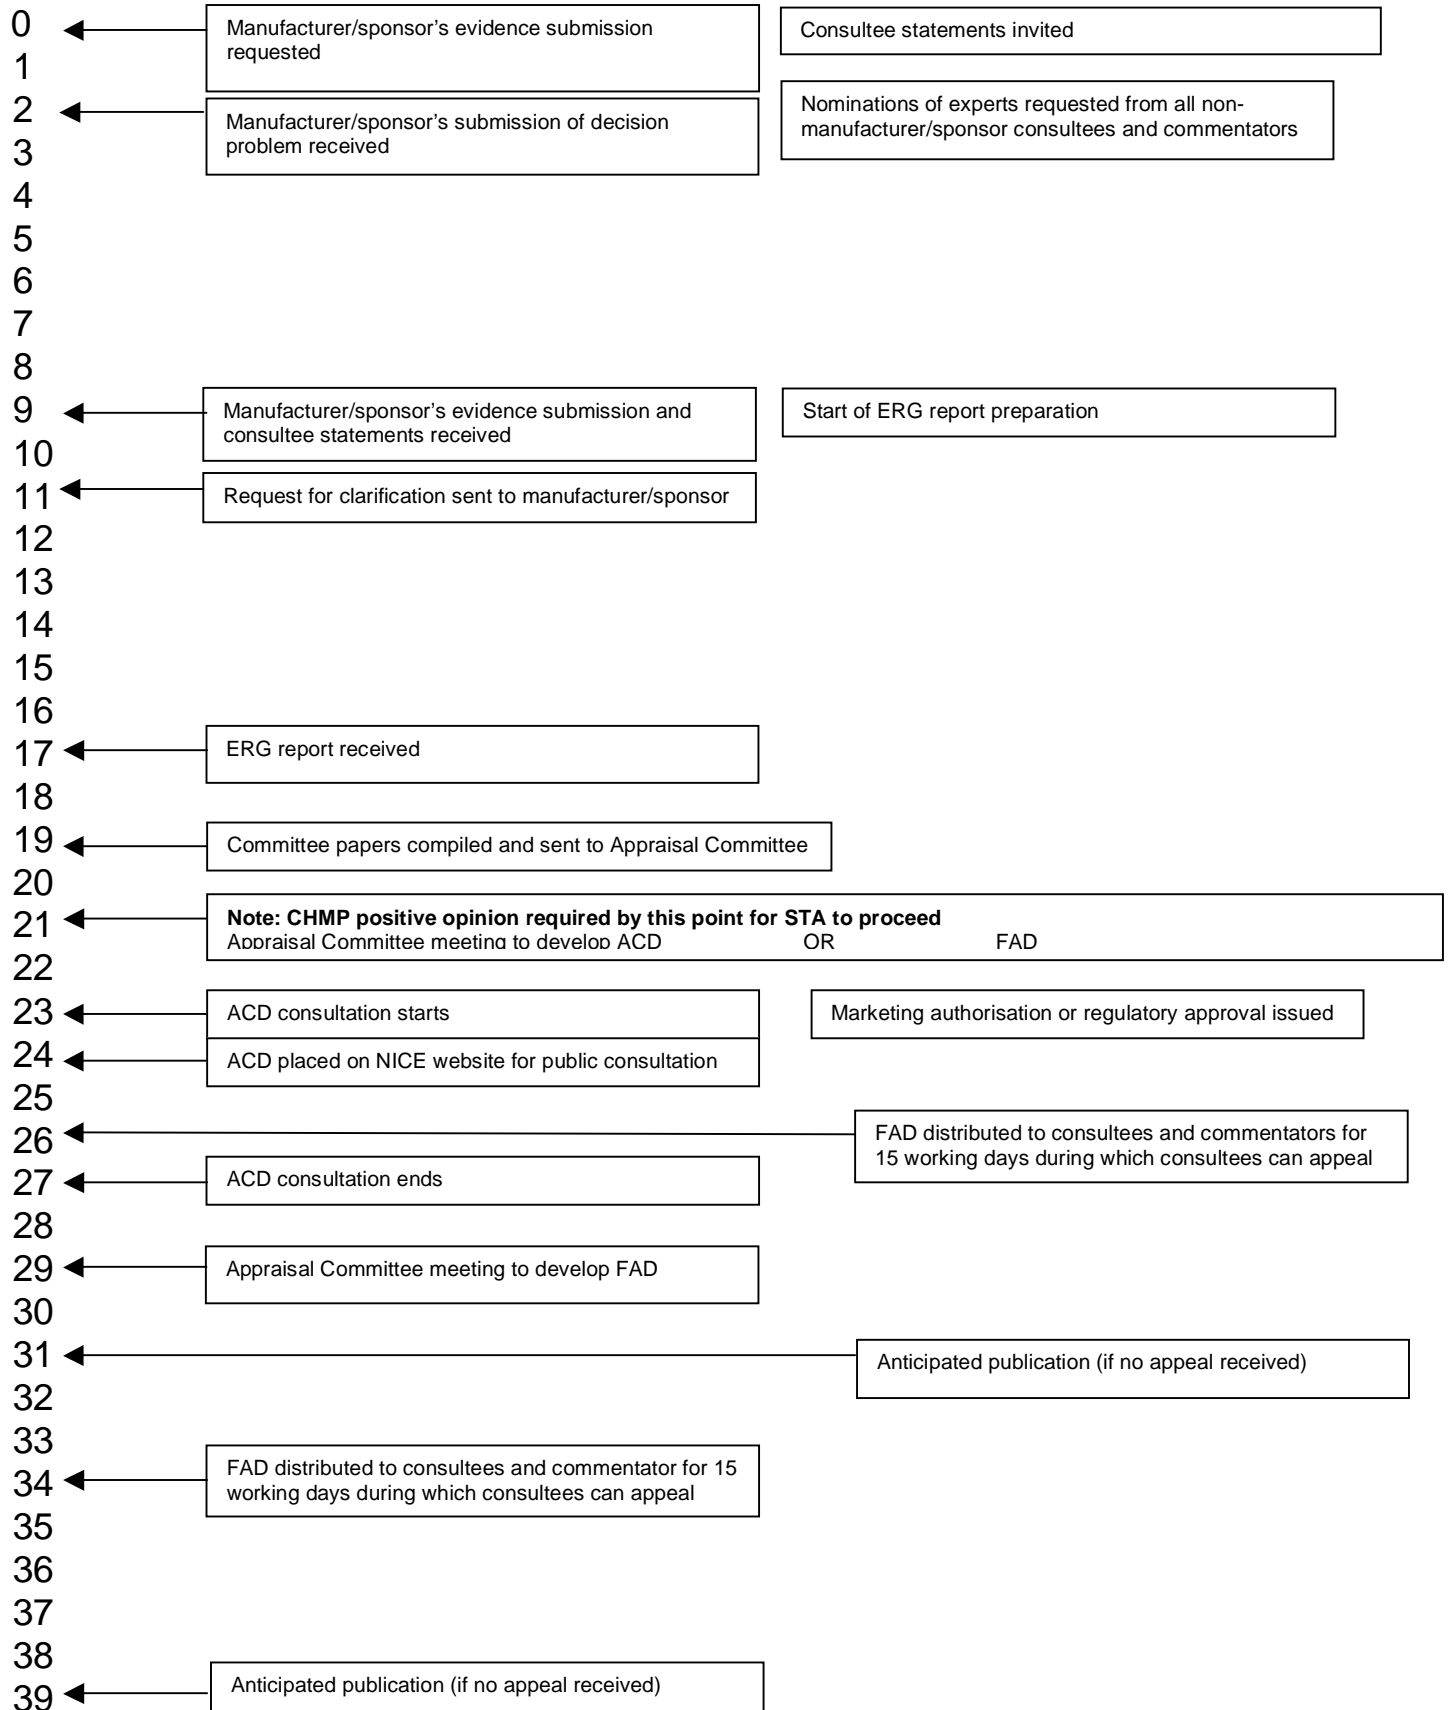 0
Manufacturer/sponsor's evidence submission
requested
Consultee statements invited
1
2
Manufacturer/sponsor's submission of decision
problem received
Nominations of experts requested from all non-
manufacturer/sponsor consultees and commentators
3
4
5
6
7
8
9
Manufacturer/sponsor's evidence submission and
consultee statements received
Start of ERG report preparation
10
11
Request for clarification sent to manufacturer/sponsor
12
13
14
15
16
17
ERG report received
18
19
Committee papers compiled and sent to Appraisal Committee
20
21
Note: CHMP positive opinion required by this point for STA to proceed
Appraisal Committee meeting to develop ACD OR FAD
22
23
ACD consultation starts
Marketing authorisation or regulatory approval issued
24
ACD placed on NICE website for public consultation
25
26
FAD distributed to consultees and commentators for
15 working days during which consultees can appeal
27
ACD consultation ends
28
29
Appraisal Committee meeting to develop FAD
30
31
Anticipated publication (if no appeal received)
32
33
34
FAD distributed to consultees and commentator for 15
working days during which consultees can appeal
35
36
37
38
39
Anticipated publication (if no appeal received)